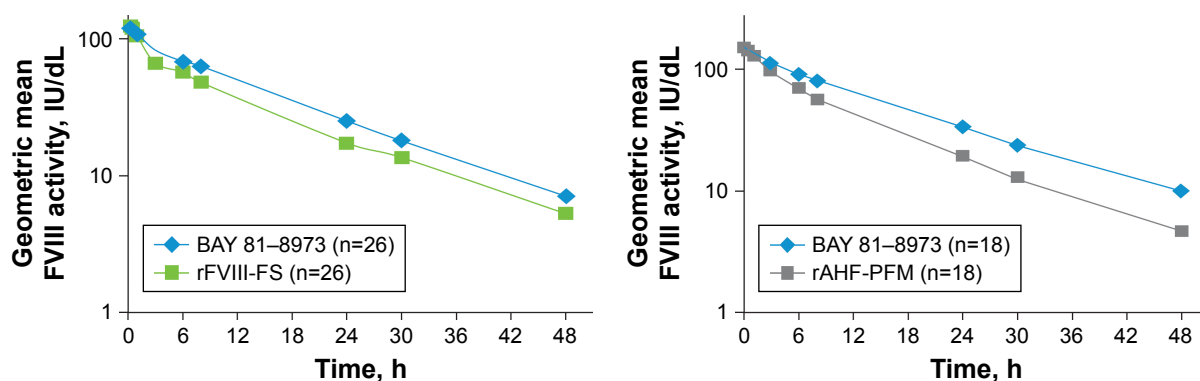 Geometric mean
FVIII activity, IU/dL
100
10
1
BAY 81–8973 (n=26)
rFVIII-FS (n=26)
0 6 12 18 24 30 36 42 48
Time, h
Geometric mean
FVIII activity, IU/dL
100
10
1
BAY 81–8973 (n=18)
rAHF-PFM (n=18)
0 6 12 18 24 30 36 42 48
Time, h